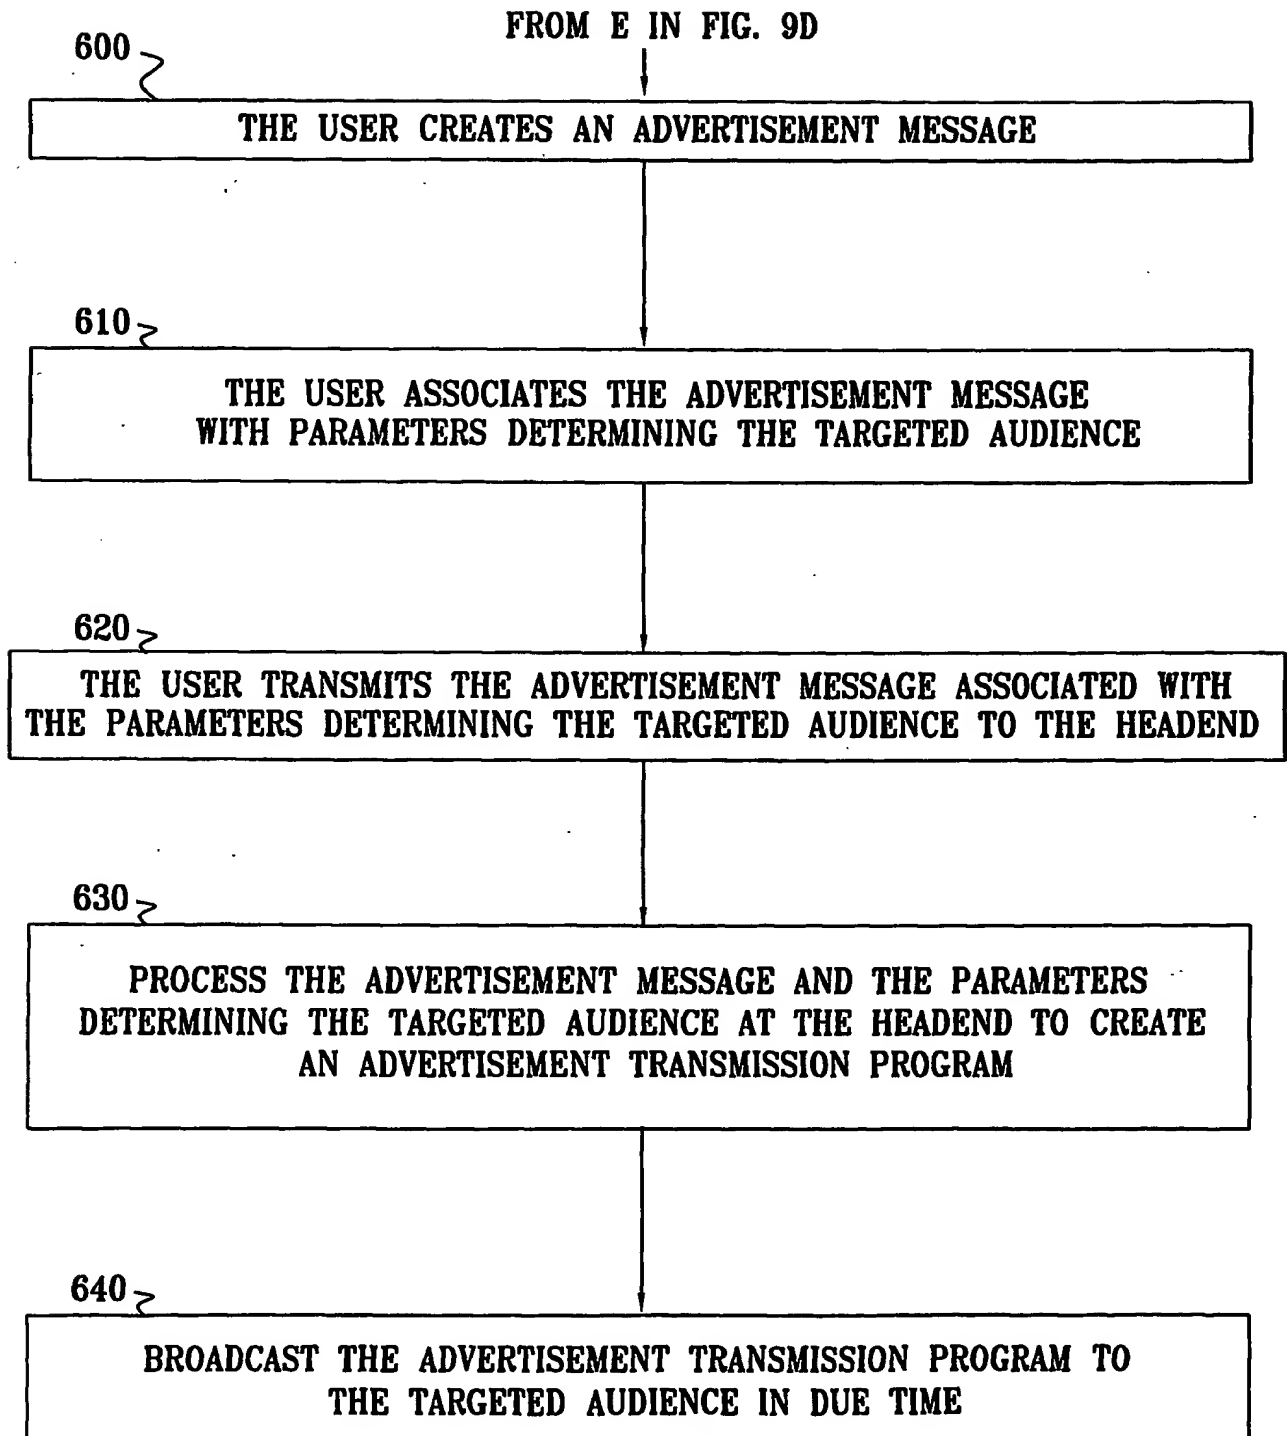 FROM E IN FIG. 9D
600
THE USER CREATES AN ADVERTISEMENT MESSAGE
610
THE USER ASSOCIATES THE ADVERTISEMENT MESSAGE
WITH PARAMETERS DETERMINING THE TARGETED AUDIENCE
620
THE USER TRANSMITS THE ADVERTISEMENT MESSAGE ASSOCIATED WITH
THE PARAMETERS DETERMINING THE TARGETED AUDIENCE TO THE HEADEND
630
PROCESS THE ADVERTISEMENT MESSAGE AND THE PARAMETERS
DETERMINING THE TARGETED AUDIENCE AT THE HEADEND TO CREATE
AN ADVERTISEMENT TRANSMISSION PROGRAM
640
BROADCAST THE ADVERTISEMENT TRANSMISSION PROGRAM TO
THE TARGETED AUDIENCE IN DUE TIME